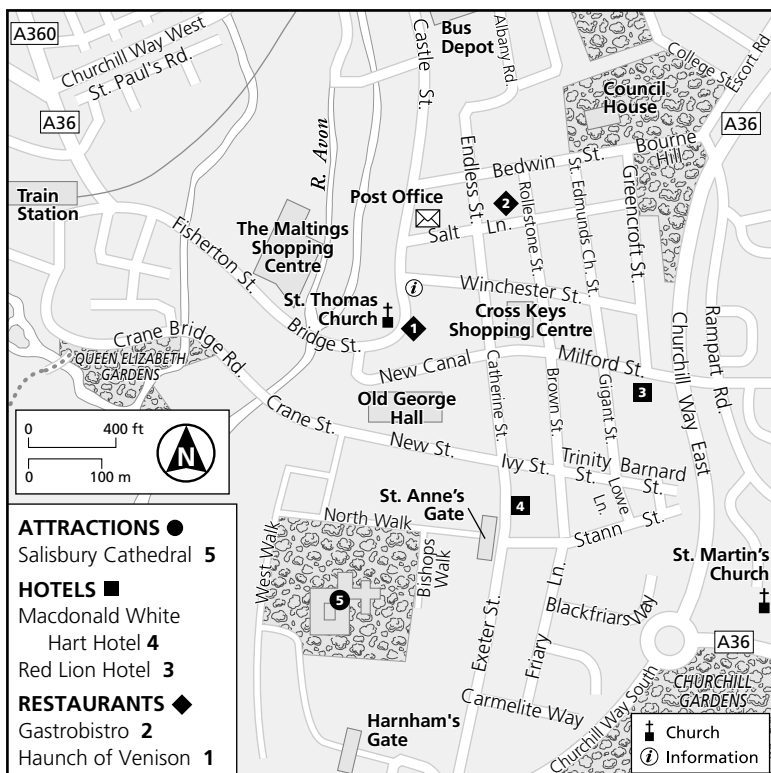 A360
Churchill Way West
St. Paul's Rd.
A36
Castle St.
Bus
Depot
Albany Rd.
College St.
Escort Rd.
Council
House
A36
Bourne
Hill
R. Avon
Endless St.
Bedwin St.
Train
Station
Post Office
2
Rollestone St.
St. Edmunds Ch. St.
Greencroft St.
Fisherton St.
The Maltings
Shopping
Centre
Salt Ln.
i
Winchester St.
St. Thomas
Church
1
Cross Keys
Shopping Centre
Rampart Rd.
Crane Bridge Rd.
Bridge St.
New Canal
Milford St.
Churchill Way East
QUEEN ELIZABETH
GARDENS
Catherine St.
Brown St.
Gigant St.
3
Old George
Hall
0 400 ft
0 100 m
N
Crane St.
New St.
Ivy St.
Trinity St.
Barnard St.
Lowe Ln.
St. Anne's
Gate
4
North Walk
Stann St.
West Walk
Bishops
Walk
St. Martin's
Church
5
Exeter St.
Friary Ln.
Blackfriars Way
A36
Carmelite Way
Churchill Way South
CHURCHILL
GARDENS
Harnham's
Gate
ATTRACTIONS
Salisbury Cathedral 5
HOTELS
Macdonald White
Hart Hotel 4
Red Lion Hotel 3
RESTAURANTS
Gastrobistro 2
Haunch of Venison 1
Church
i Information